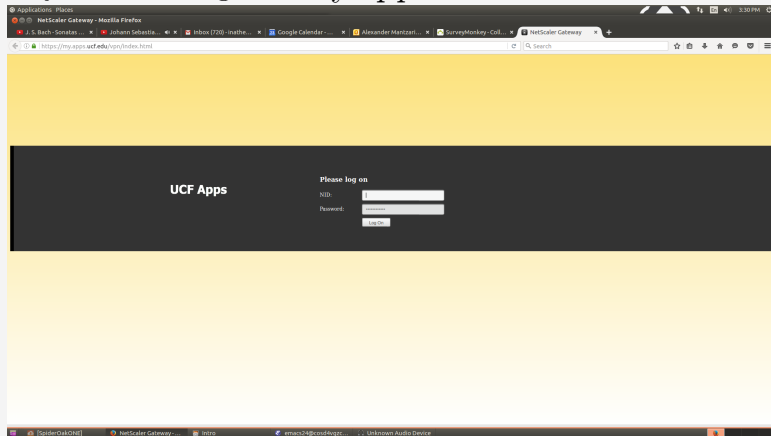 Applications Places 3:30 PM
NetScaler Gateway - Mozilla Firefox
J. S. Bach - Sonatas ... Johann Sebastia... Inbox (720) - inathe... Google Calendar - ... Alexander Mantzari... SurveyMonkey - Coll... NetScaler Gateway
https://my.apps.ucf.edu/vpn/index.html Search
Please log on
UCF Apps
NID:
Password:
Log On
[SpiderOakONE] NetScaler Gateway-... Intro emacs24@cosd4vgzc... Unknown Audio Device